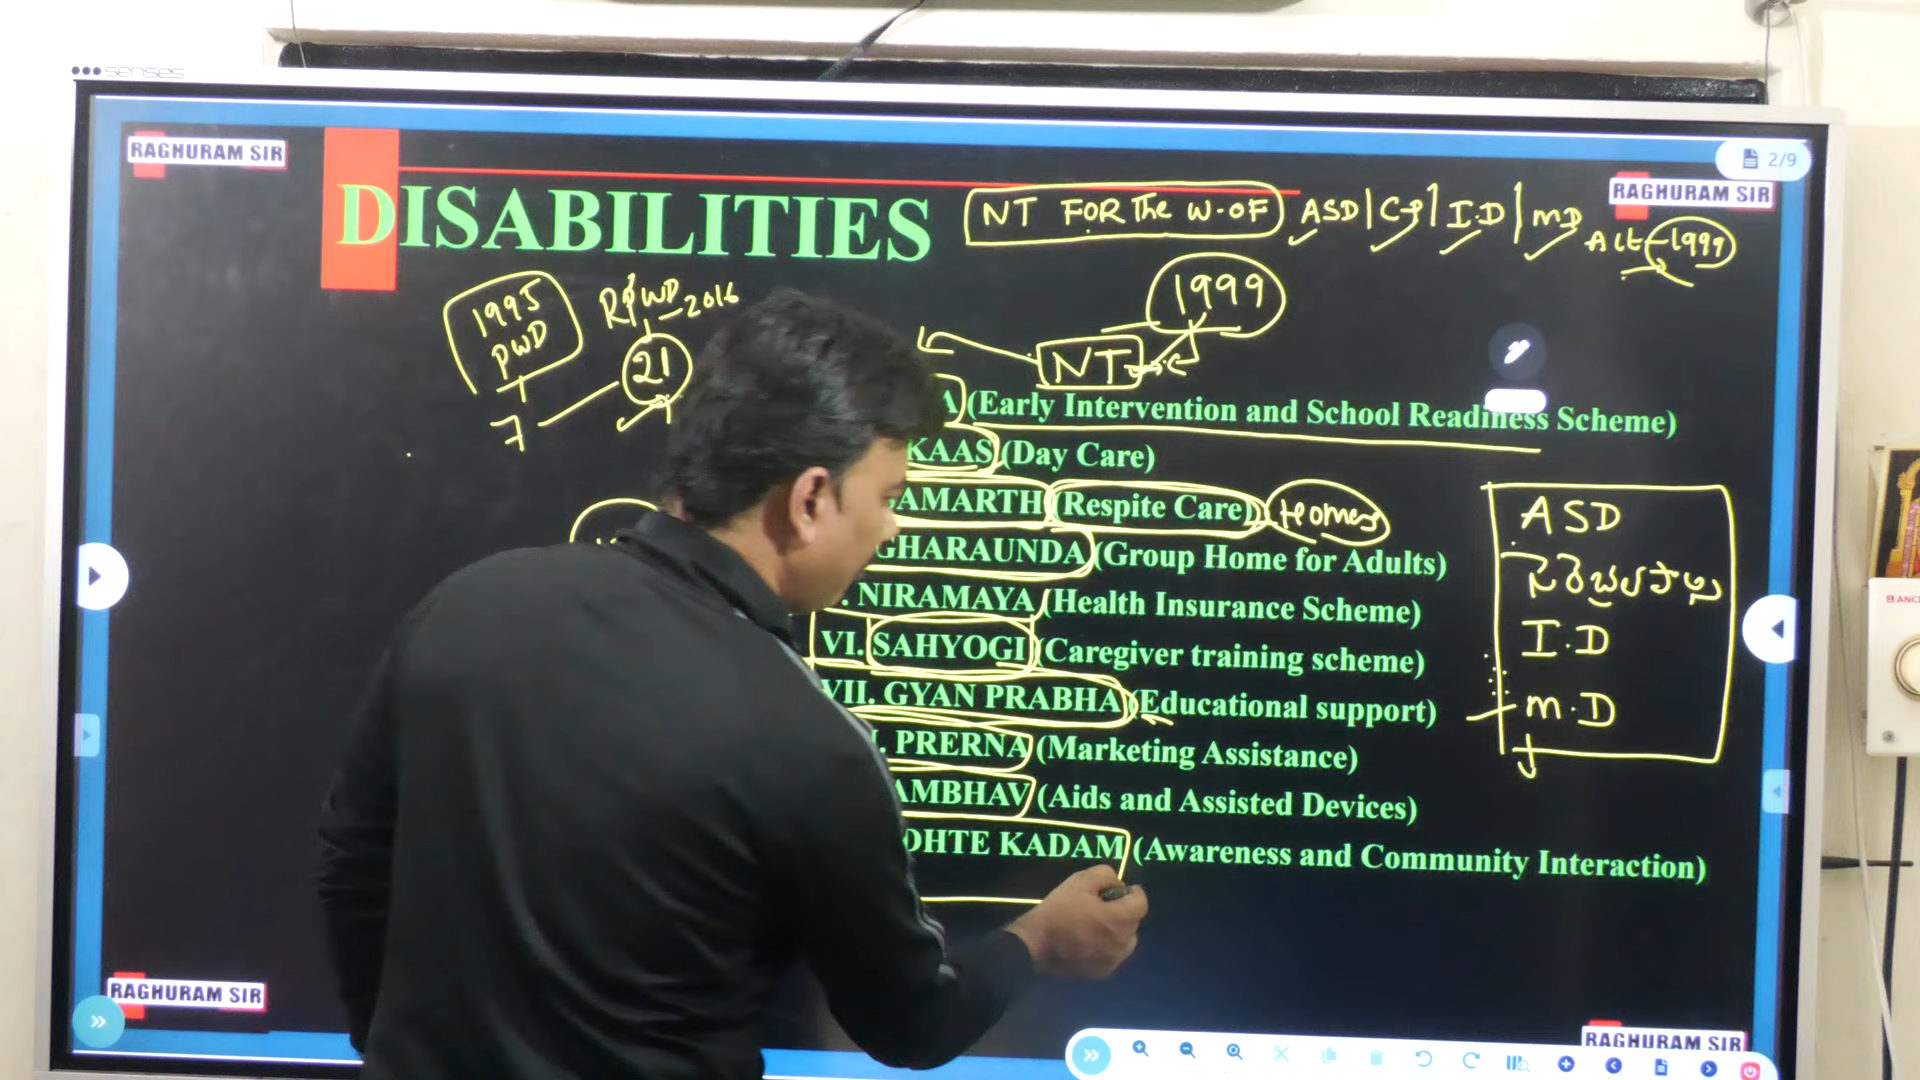 senses
RAGHURAM SIR
2/9
RAGHURAM SIR
DISABILITIES
NT FOR The W.OF ASD | CP | I.D | M.D
Act - 1999
1995
PWD
7
RPWD - 2016
21
1999
NT
A (Early Intervention and School Readiness Scheme)
KAAS (Day Care)
AMARTH (Respite Care) Homes
GHARAUNDA (Group Home for Adults)
. NIRAMAYA (Health Insurance Scheme)
VI. SAHYOGI (Caregiver training scheme)
VII. GYAN PRABHA (Educational support)
I. PRERNA (Marketing Assistance)
AMBHAV (Aids and Assisted Devices)
DHTE KADAM (Awareness and Community Interaction)
ASD
I.D
M.D
RAGHURAM SIR
RAGHURAM SIR